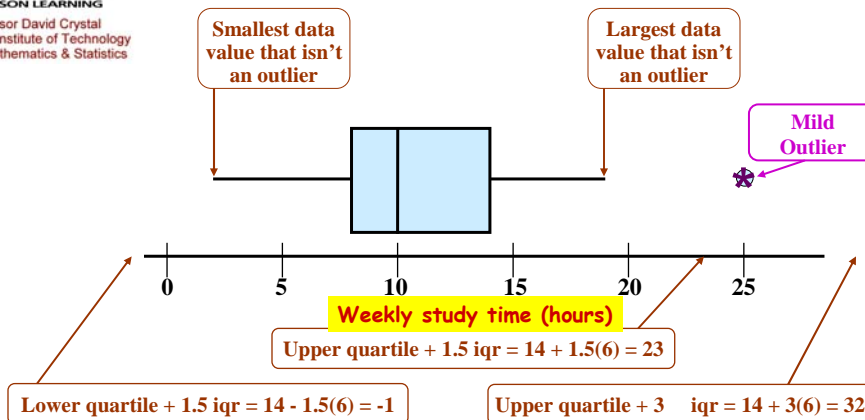 SON LEARNING
sor David Crystal
nstitute of Technology
thematics & Statistics
Smallest data
value that isn't
an outlier
Largest data
value that isn't
an outlier
Mild
Outlier
*
0 5 10 15 20 25
Weekly study time (hours)
Upper quartile + 1.5 iqr = 14 + 1.5(6) = 23
Lower quartile + 1.5 iqr = 14 - 1.5(6) = -1
Upper quartile + 3 iqr = 14 + 3(6) = 32